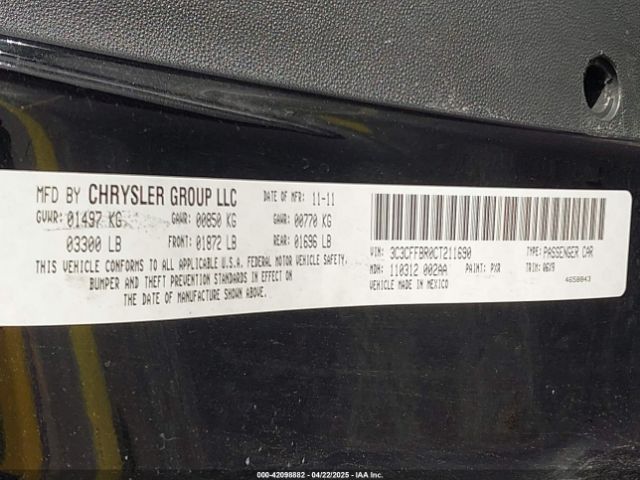 MFD BY CHRYSLER GROUP LLC DATE OF MFR: 11-11
GVWR: 01497 KG GAWR: 00850 KG GAWR: 00770 KG
03300 LB FRONT: 01872 LB REAR: 01696 LB
THIS VEHICLE CONFORMS TO ALL APPLICABLE U.S.A. FEDERAL MOTOR VEHICLE SAFETY,
BUMPER AND THEFT PREVENTION STANDARDS IN EFFECT ON
THE DATE OF MANUFACTURE SHOWN ABOVE.
VIN: 3C3CFFBR0CT211690 TYPE: PASSENGER CAR
MDH: 110312 002AA PAINT: PXR TRIM: 06X9
VEHICLE MADE IN MEXICO 4650843
000-42098882 - 04/22/2025 - IAA Inc.